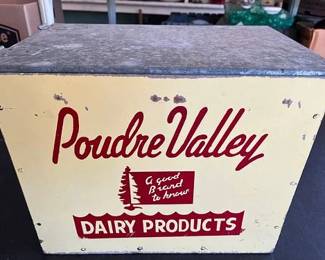 Poudre Valley
a good
Brand
to know
DAIRY PRODUCTS